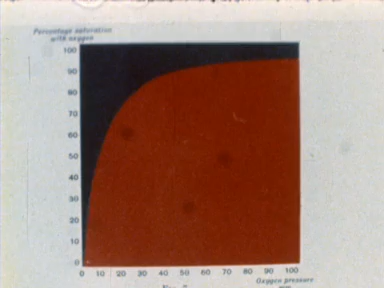 Percentage saturation
with oxygen
100
90
80
70
60
50
40
30
20
10
0
0 10 20 30 40 50 60 70 80 90 100
Oxygen pressure